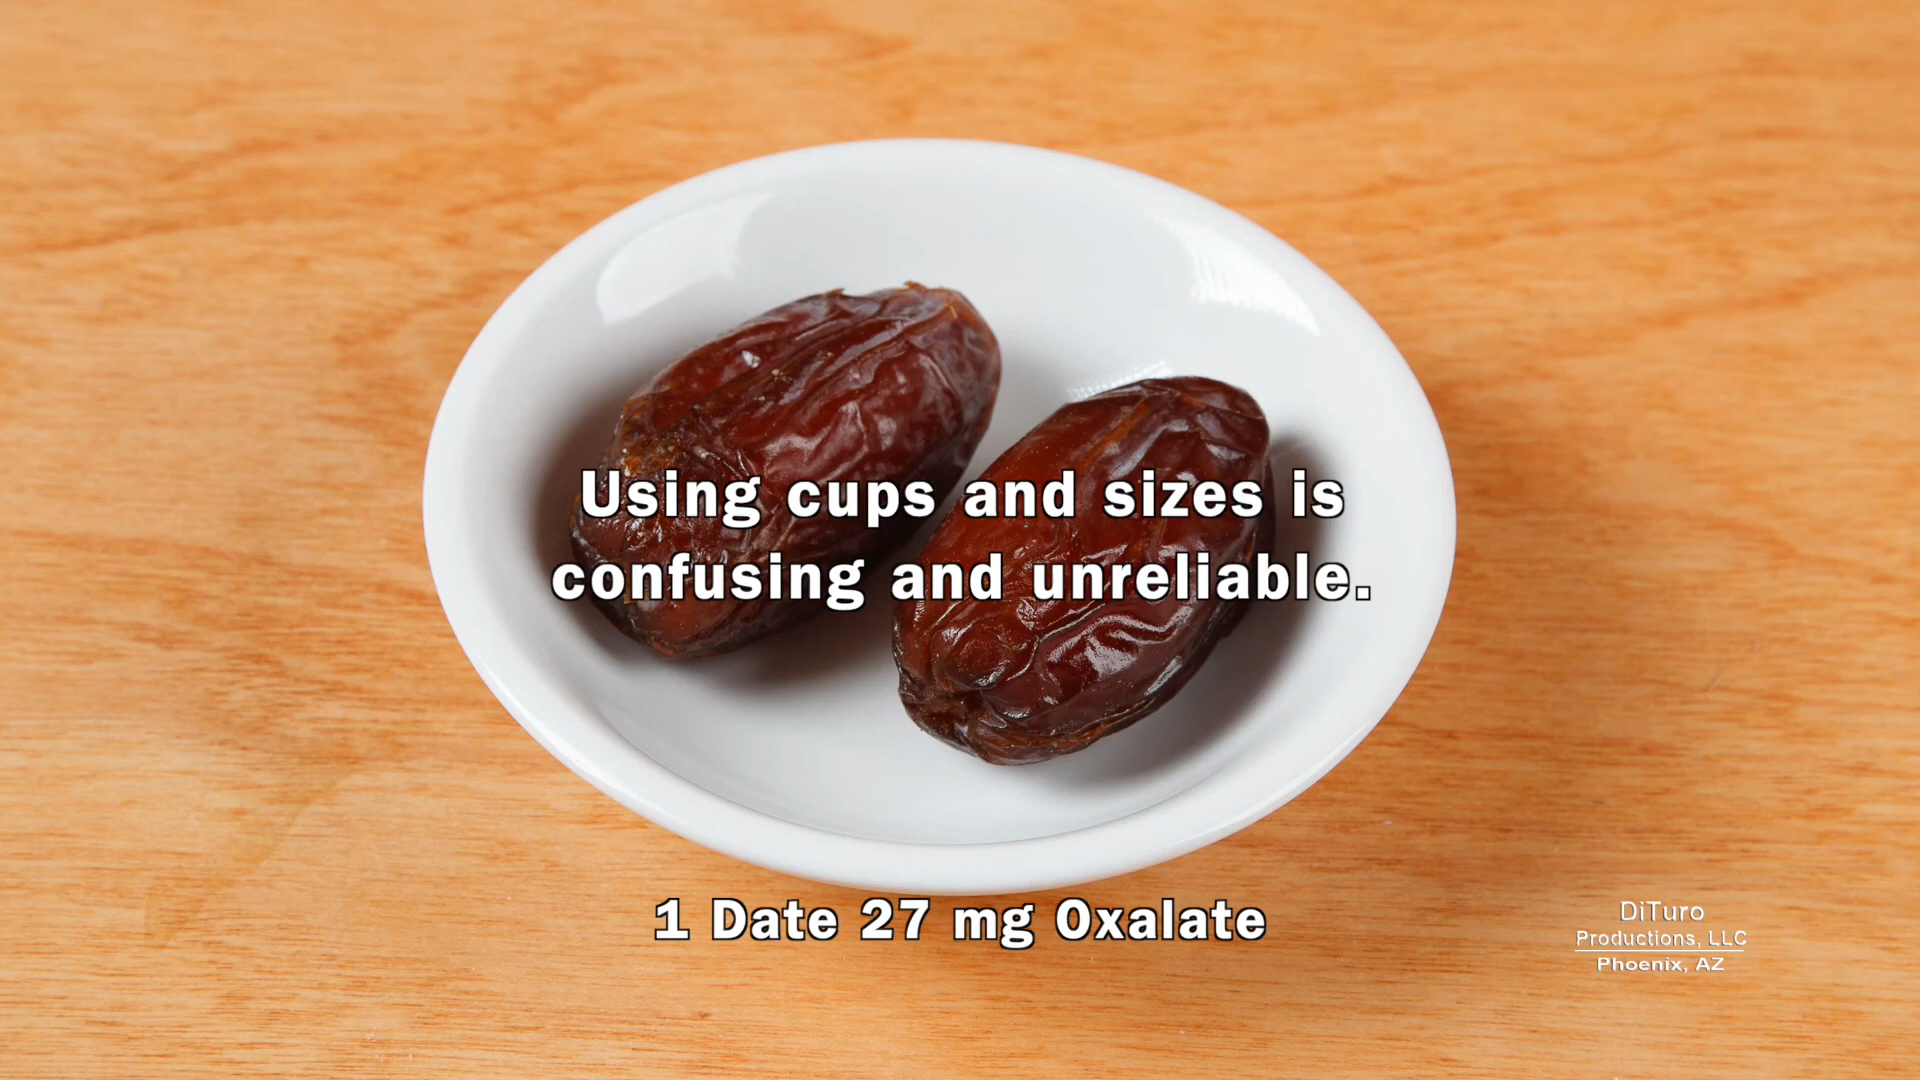 Using cups and sizes is
confusing and unreliable.
1 Date 27 mg Oxalate
DiTuro
Productions, LLC
Phoenix, AZ